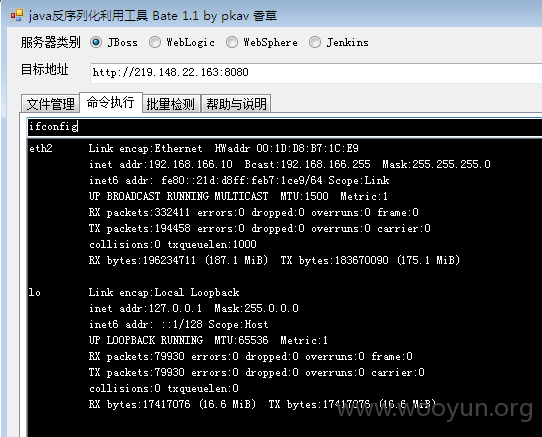 java反序列化利用工具 Bate 1.1 by pkav 香草
服务器类别 JBoss WebLogic WebSphere Jenkins
目标地址 http://219.148.22.163:8080
文件管理 命令执行 批量检测 帮助与说明
ifconfig
eth2 Link encap:Ethernet HWaddr 00:1D:D8:B7:1C:E9
inet addr:192.168.166.10 Bcast:192.168.166.255 Mask:255.255.255.0
inet6 addr: fe80::21d:d8ff:feb7:1ce9/64 Scope:Link
UP BROADCAST RUNNING MULTICAST MTU:1500 Metric:1
RX packets:332411 errors:0 dropped:0 overruns:0 frame:0
TX packets:194458 errors:0 dropped:0 overruns:0 carrier:0
collisions:0 txqueuelen:1000
RX bytes:196234711 (187.1 MiB) TX bytes:183670090 (175.1 MiB)
lo Link encap:Local Loopback
inet addr:127.0.0.1 Mask:255.0.0.0
inet6 addr: ::1/128 Scope:Host
UP LOOPBACK RUNNING MTU:65536 Metric:1
RX packets:79930 errors:0 dropped:0 overruns:0 frame:0
TX packets:79930 errors:0 dropped:0 overruns:0 carrier:0
collisions:0 txqueuelen:0
RX bytes:17417076 (16.6 MiB) TX bytes:17417076 (16.6 MiB)
www.wooyun.org